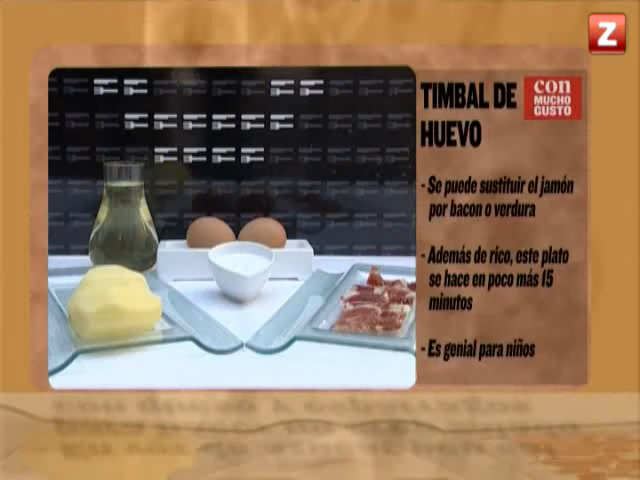 Z
TIMBAL DE
HUEVO
con
MUCHO
GUSTO
- Se puede sustituir el jamón
por bacon o verdura
- Además de rico, este plato
se hace en poco más 15
minutos
- Es genial para niños